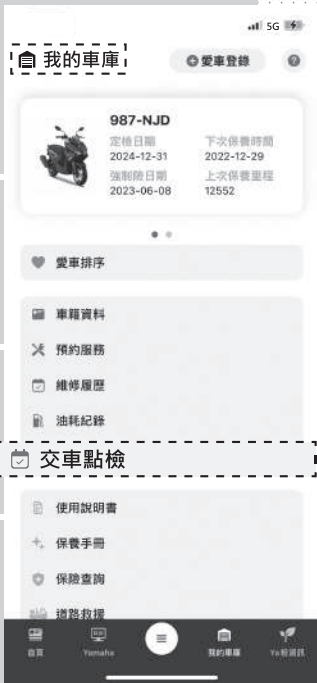 5G
我的車庫
愛車登錄
987-NJD
定檢日期 下次保養時間
2024-12-31 2022-12-29
強制險日期 上次保養里程
2023-06-08 12552
愛車排序
車籍資料
預約服務
維修履歷
油耗紀錄
交車點檢
使用說明書
保養手冊
保險查詢
道路救援
首頁 Yamaha 我的車庫